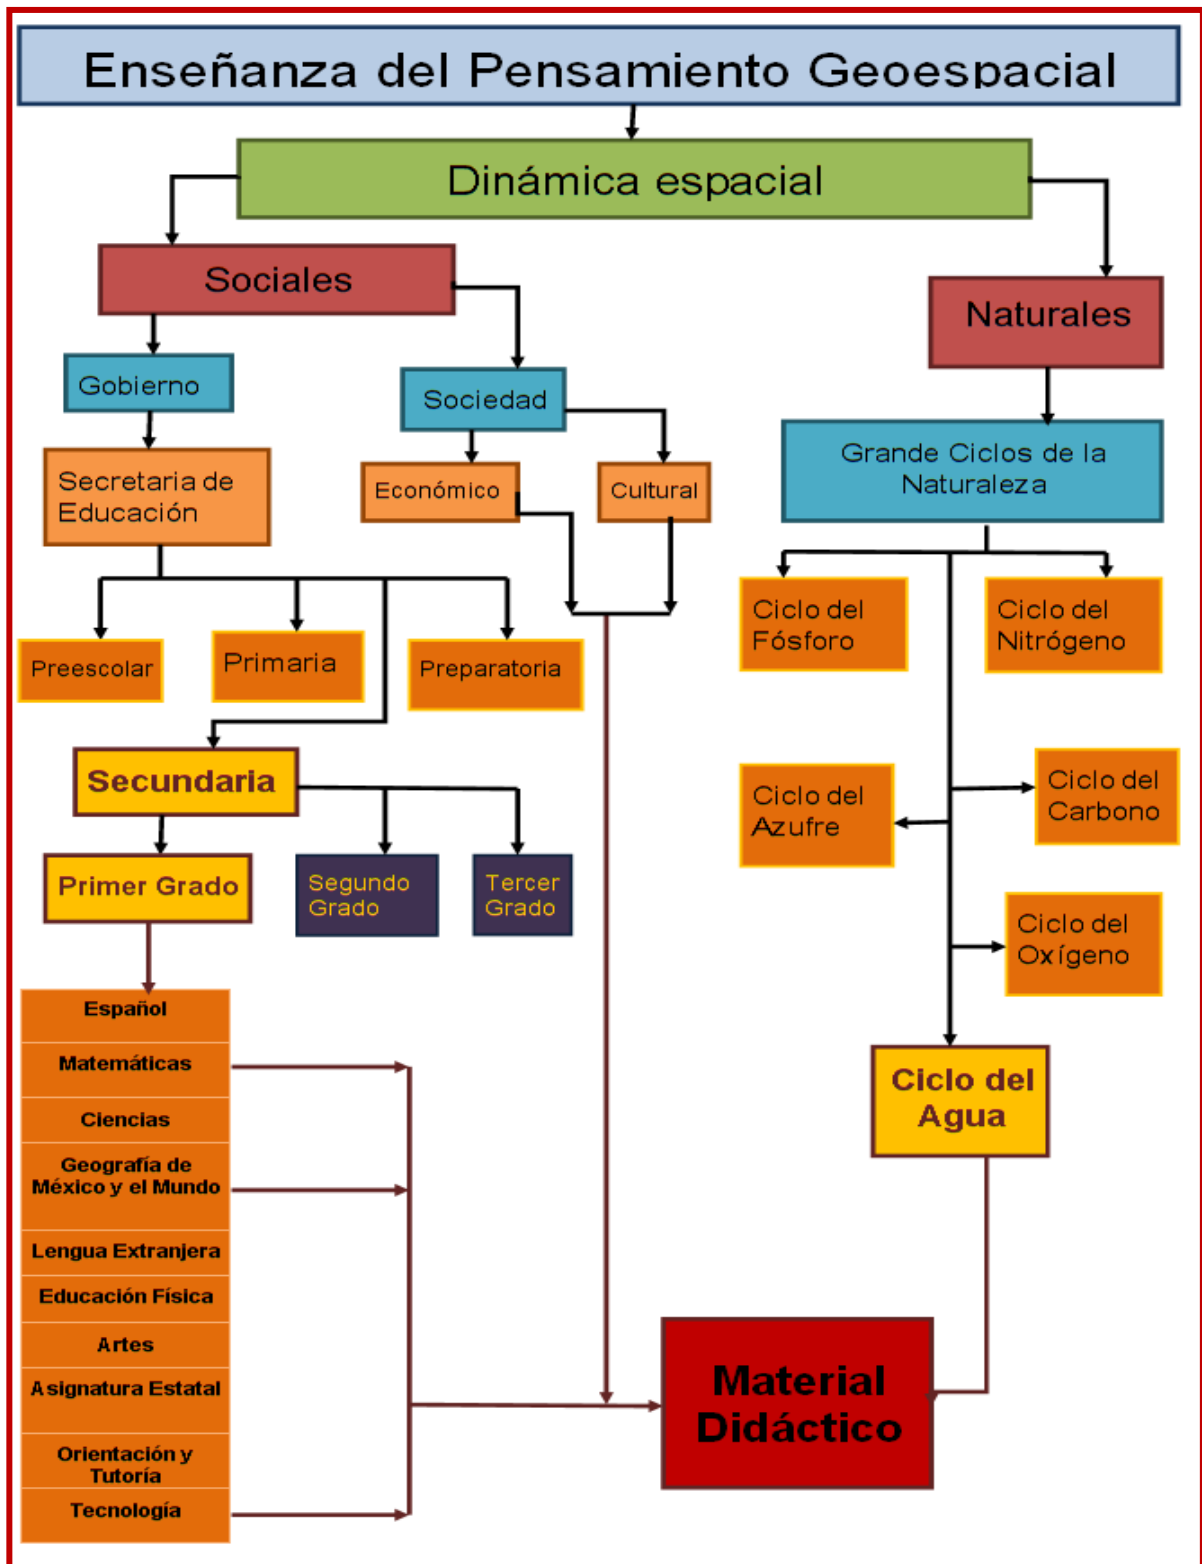 Enseñanza del Pensamiento Geoespacial
Dinámica espacial
Sociales
Naturales
Gobierno
Sociedad
Grande Ciclos de la
Naturaleza
Secretaria de
Educación
Económico
Cultural
Ciclo del
Fósforo
Ciclo del
Nitrógeno
Preescolar
Primaria
Preparatoria
Secundaria
Ciclo del
Azufre
Ciclo del
Carbono
Primer Grado
Segundo
Grado
Tercer
Grado
Ciclo del
Oxígeno
Español
Matemáticas
Ciencias
Geografía de
México y el Mundo
Lengua Extranjera
Educación Física
Artes
Asignatura Estatal
Orientación y
Tutoría
Tecnología
Ciclo del
Agua
Material
Didáctico